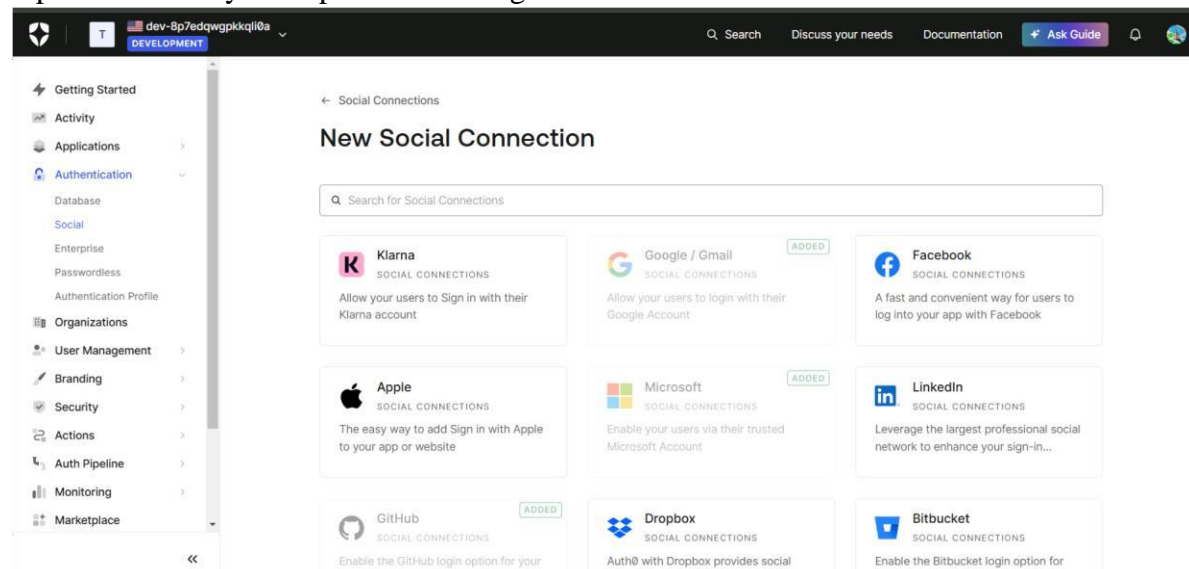 T
dev-8p7edqwgpkkqli0a
DEVELOPMENT
Search
Discuss your needs
Documentation
Ask Guide
Getting Started
Activity
Applications
Authentication
Database
Social
Enterprise
Passwordless
Authentication Profile
Organizations
User Management
Branding
Security
Actions
Auth Pipeline
Monitoring
Marketplace
← Social Connections
New Social Connection
Search for Social Connections
K
Klarna
SOCIAL CONNECTIONS
Allow your users to Sign in with their
Klarna account
ADDED
Google / Gmail
SOCIAL CONNECTIONS
Allow your users to login with their
Google Account
Facebook
SOCIAL CONNECTIONS
A fast and convenient way for users to
log into your app with Facebook
Apple
SOCIAL CONNECTIONS
The easy way to add Sign in with Apple
to your app or website
ADDED
Microsoft
SOCIAL CONNECTIONS
Enable your users via their trusted
Microsoft Account
in
LinkedIn
SOCIAL CONNECTIONS
Leverage the largest professional social
network to enhance your sign-in...
ADDED
GitHub
SOCIAL CONNECTIONS
Enable the GitHub login option for your
Dropbox
SOCIAL CONNECTIONS
Auth0 with Dropbox provides social
Bitbucket
SOCIAL CONNECTIONS
Enable the Bitbucket login option for